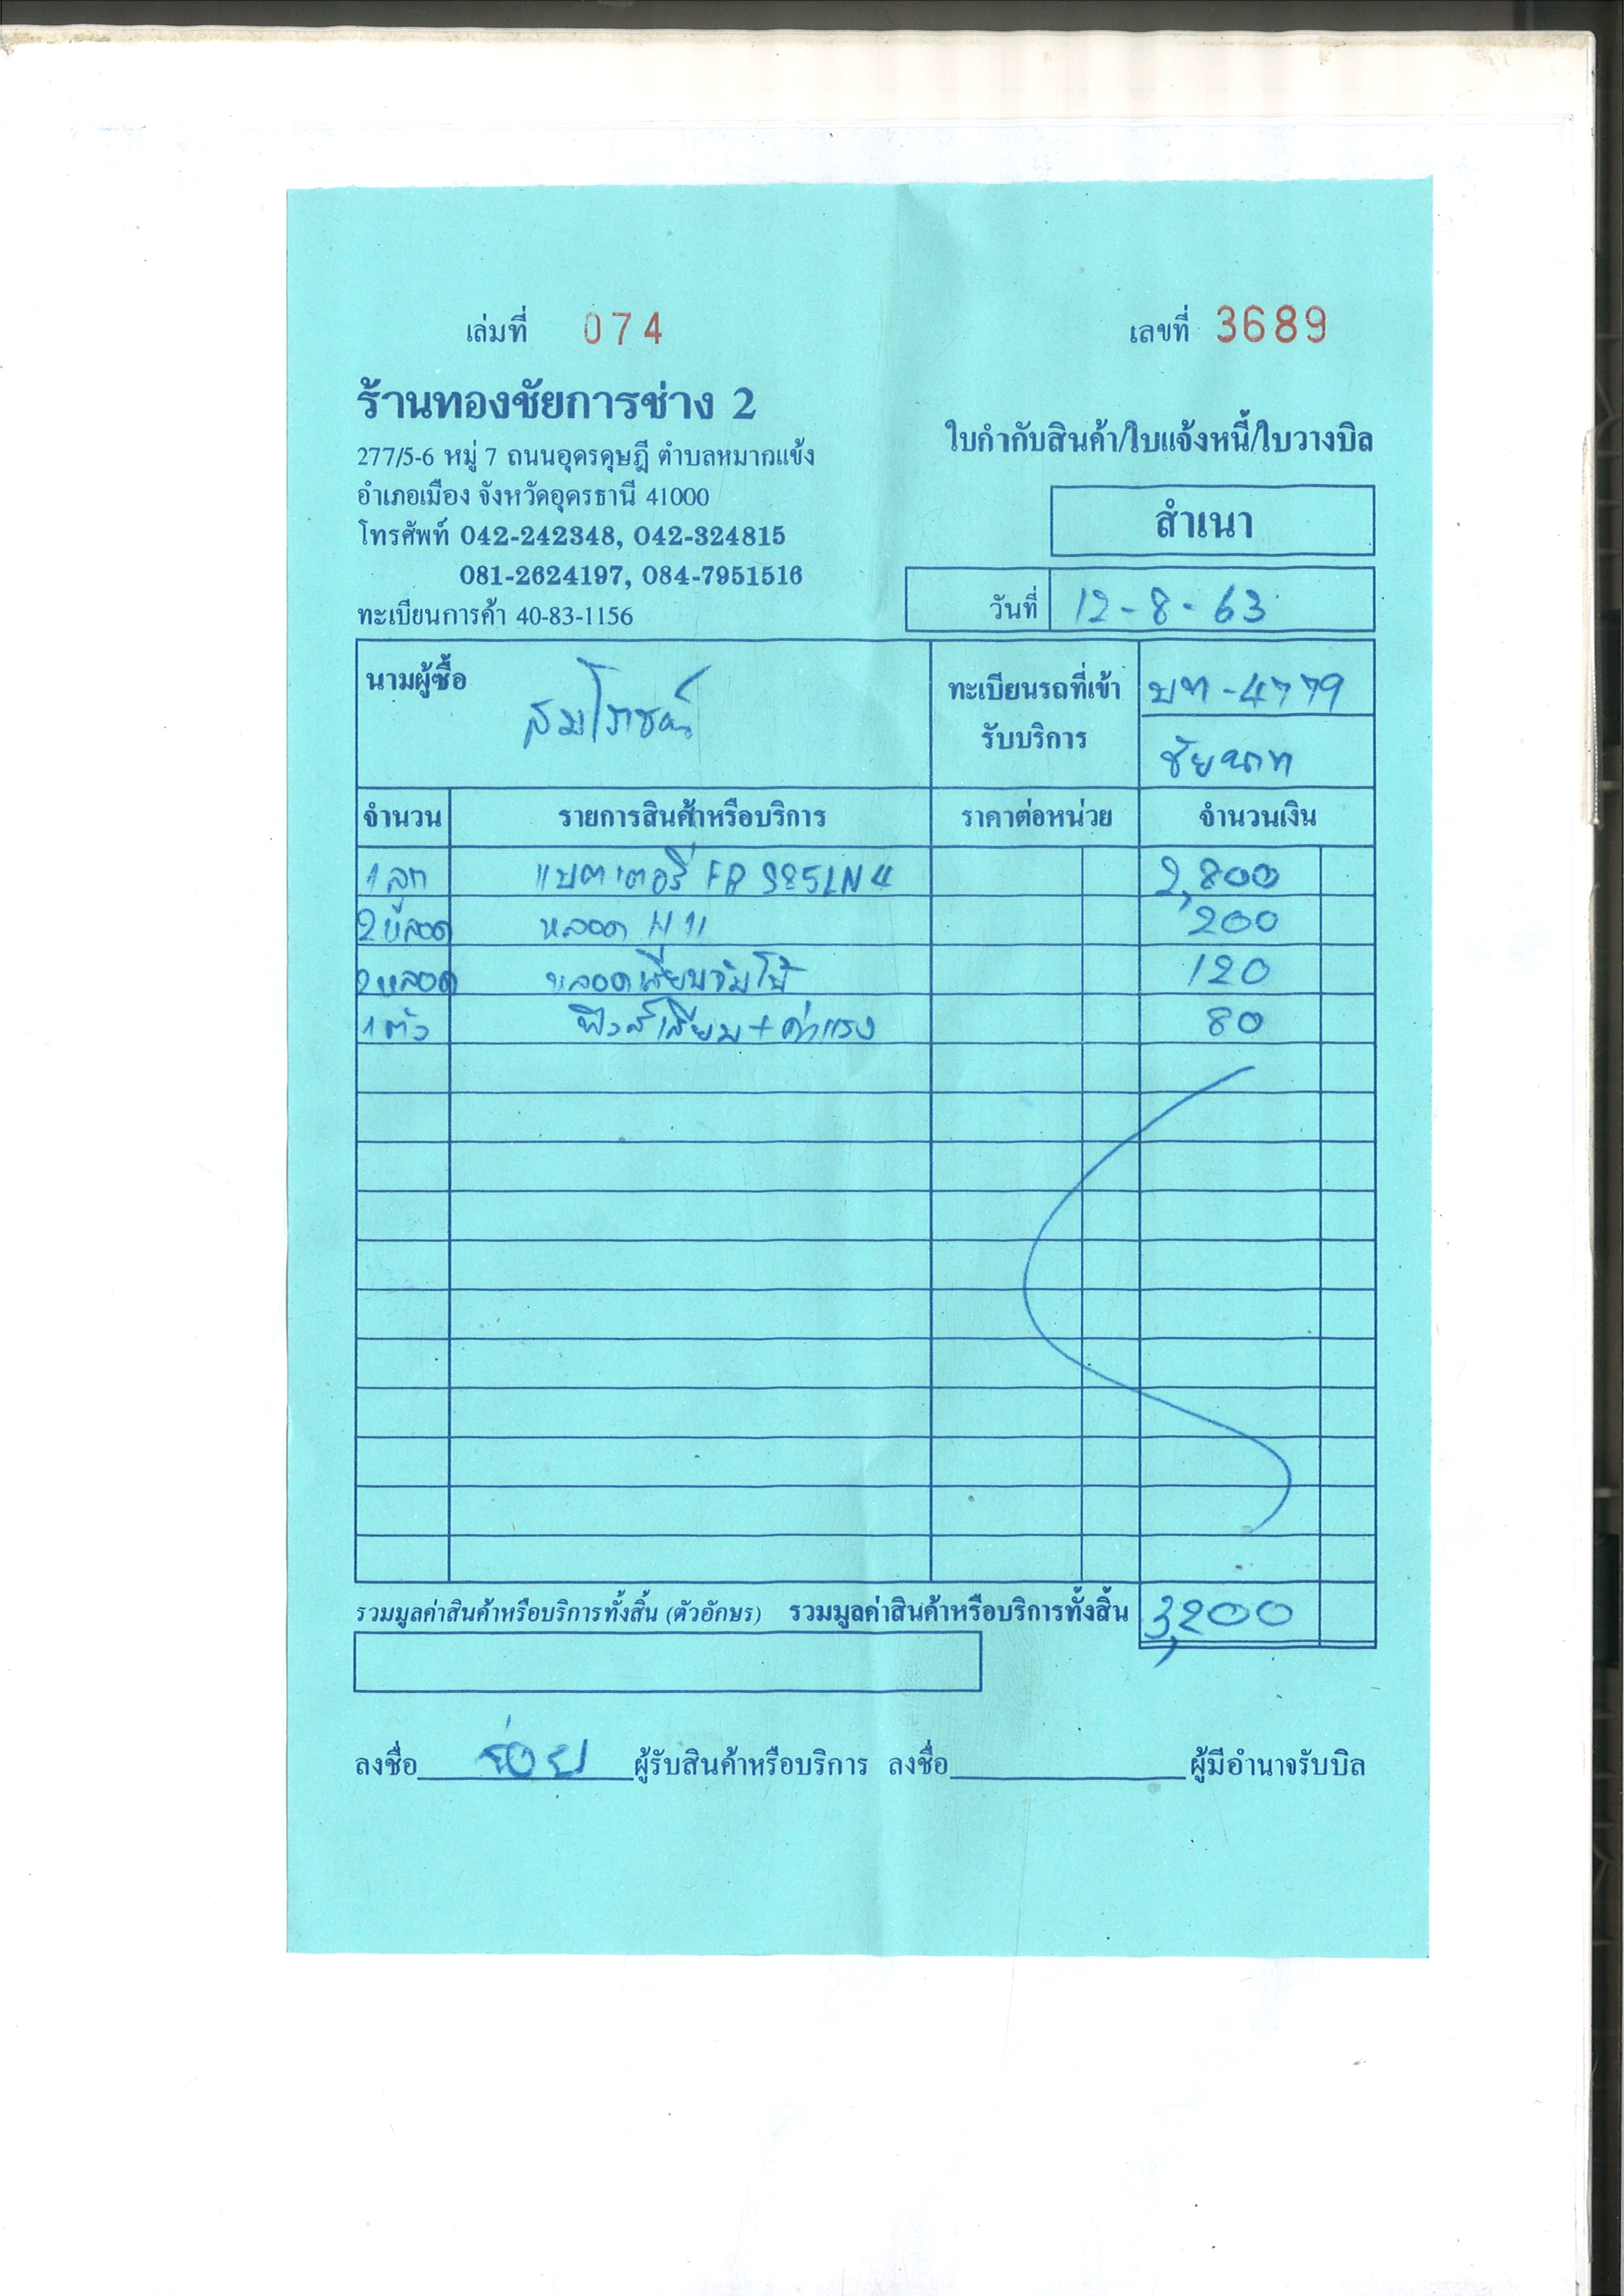 เล่มที่ 074 เลขที่ 3689
ร้านทองชัยการช่าง 2
ใบกำกับสินค้า/ใบแจ้งหนี้/ใบวางบิล
277/5-6 หมู่ 7 ถนนอุดรดุษฎี ตำบลหมากแข้ง
อำเภอเมือง จังหวัดอุดรธานี 41000
สำเนา
โทรศัพท์ 042-242348, 042-324815
081-2624197, 084-7951516
วันที่ 12-8-63
ทะเบียนการค้า 40-83-1156
นามผู้ซื้อ สมโภชน์ ทะเบียนรถที่เข้า บท-4779
รับบริการ ชัยนาท
จำนวน รายการสินค้าหรือบริการ ราคาต่อหน่วย จำนวนเงิน
1 ลูก แบตเตอรี่ FB S85LN4 2,800
2 หลอด หลอด H11 200
2 หลอด หลอดเสียบจัมโบ้ 120
1 ตัว ฟิวส์เสียบ + ค่าแรง 80
รวมมูลค่าสินค้าหรือบริการทั้งสิ้น (ตัวอักษร) รวมมูลค่าสินค้าหรือบริการทั้งสิ้น 3,200
ลงชื่อ ผู้รับสินค้าหรือบริการ ลงชื่อ ผู้มีอำนาจรับบิล